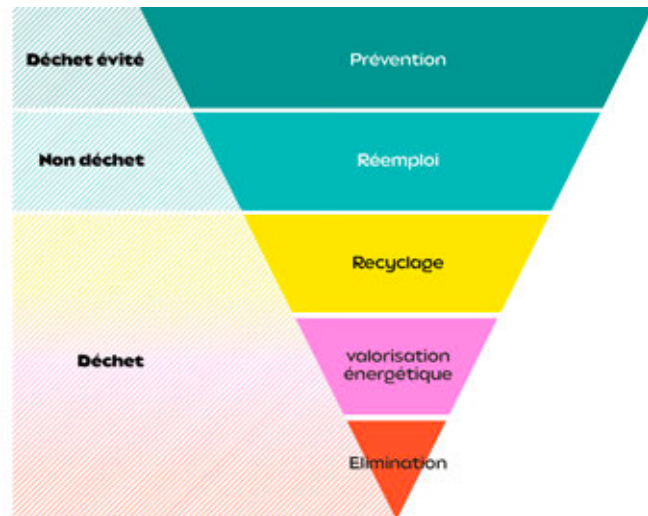 Déchet évité
Prévention
Non déchet
Réemploi
Recyclage
Déchet
valorisation
énergétique
Elimination